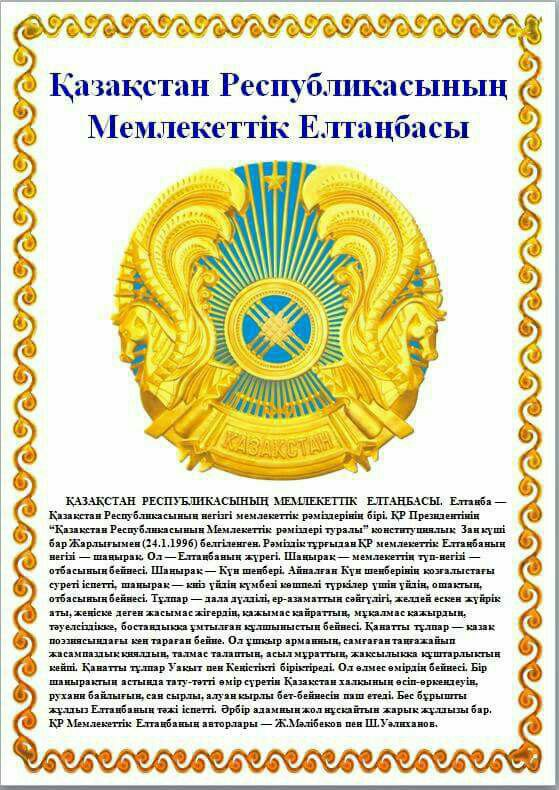 Қазақстан Республикасының
Мемлекеттік Елтаңбасы
ҚАЗАҚСТАН
ҚАЗАҚСТАН РЕСПУБЛИКАСЫНЫҢ МЕМЛЕКЕТТІК ЕЛТАҢБАСЫ. Елтаңба —
Қазақстан Республикасының негізгі мемлекеттік рәміздерінің бірі. ҚР Президентінің
“Қазақстан Республикасының Мемлекеттік рәміздері туралы” конституциялық Заң күші
бар Жарлығымен (24.1.1996) белгіленген. Рәміздік тұрғыдан ҚР мемлекеттік Елтаңбаның
негізі — шаңырақ. Ол — Елтаңбаның жүрегі. Шаңырақ — мемлекеттің түп-негізі —
отбасының бейнесі. Шаңырақ — Күн шеңбері. Айналған Күн шеңберінің қозғалыстағы
суреті іспетті, шаңырақ — киіз үйдің күмбезі көшпелі түркілер үшін үйдің, ошақтың,
отбасының бейнесі. Тұлпар — дала дүлділі, ер-азаматтың сәйгүлігі, желдей ескен жүйрік
аты, жеңіске деген жасымас жігердің, қажымас қайраттың, мұқалмас қажырдың,
тәуелсіздікке, бостандыққа ұмтылған құлшыныстың бейнесі. Қанатты тұлпар — қазақ
поэзиясындағы кең тараған бейне. Ол ұшқыр арманның, самғаған таңғажайып
жасампаздық қиялдың, талмас талаптың, асыл мұраттың, жақсылыққа құштарлықтың
кейпі. Қанатты тұлпар Уақыт пен Кеңістікті біріктіреді. Ол өлмес өмірдің бейнесі. Бір
шаңырақтың астында тату-тәтті өмір сүретін Қазақстан халқының өсіп-өркендеуін,
рухани байлығын, сан сырлы, алуан қырлы бет-бейнесін паш етеді. Бес бұрышты
жұлдыз Елтаңбаның тәжі іспетті. Әрбір адамның жол нұсқайтын жарық жұлдызы бар.
ҚР Мемлекеттік Елтаңбаның авторлары — Ж.Мәлібеков пен Ш.Уәлиханов.